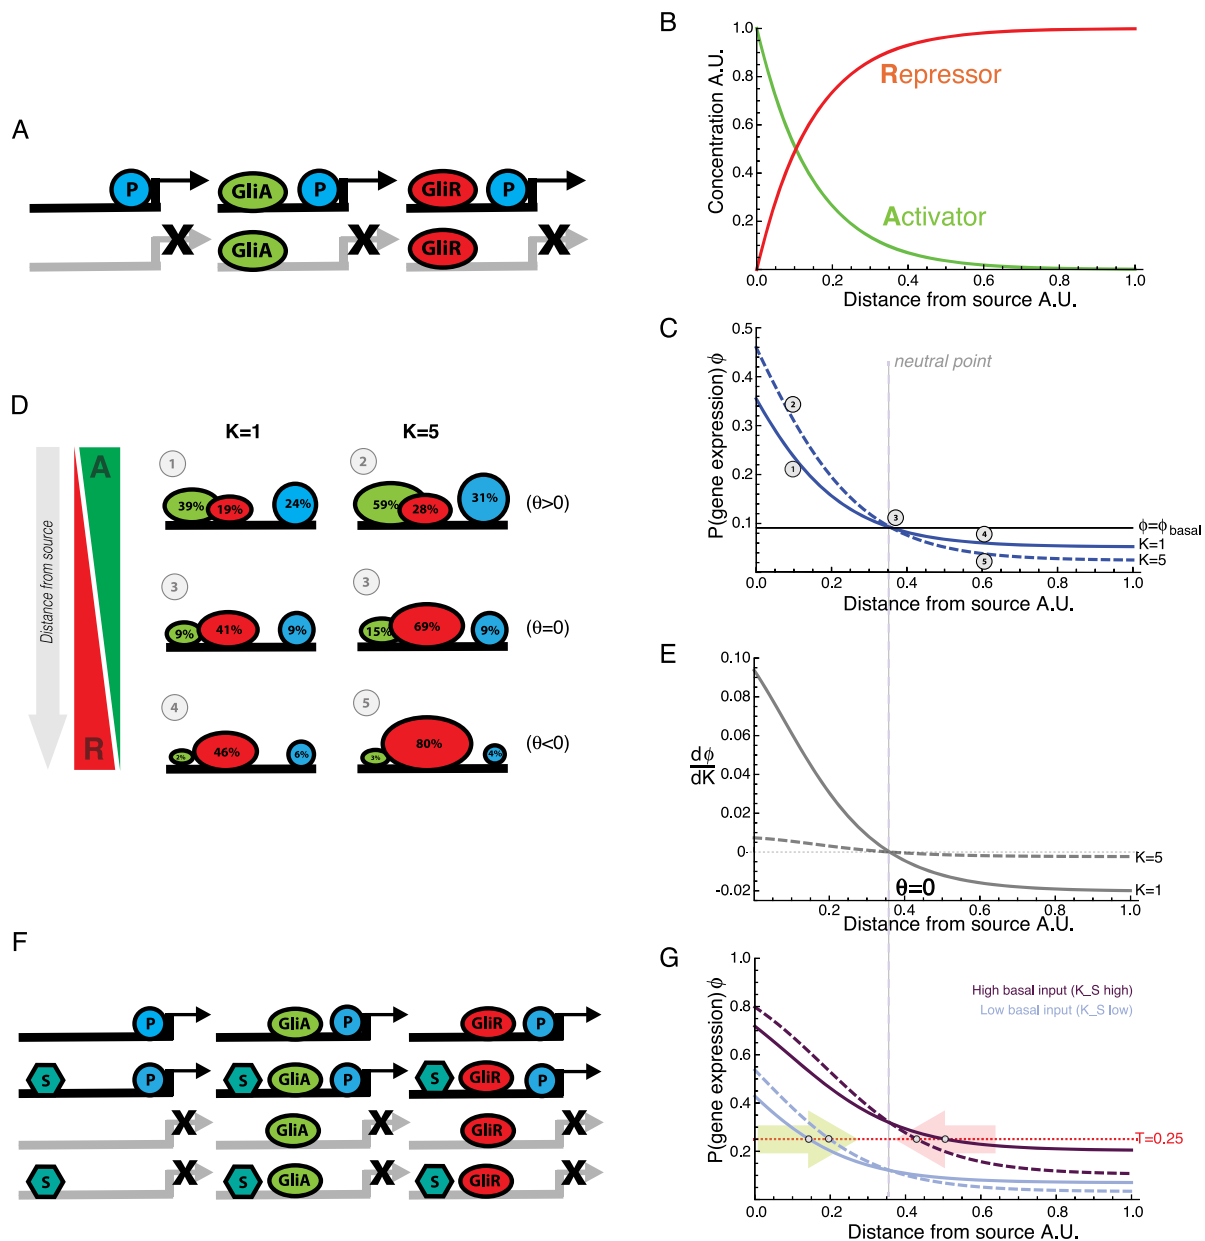 A
P
GliA
P
GliR
P
X
X
X
GliA
GliR
B
Concentration A.U.
1.0
0.8
0.6
0.4
0.2
0.0
0.2
0.4
0.6
0.8
1.0
Repressor
Activator
Distance from source A.U.
C
P(gene expression) ϕ
0.5
0.4
0.3
0.2
0.1
0.0
0.2
0.4
0.6
0.8
1.0
neutral point
2
1
3
4
5
ϕ=ϕbasal
K=1
K=5
Distance from source A.U.
D
K=1
K=5
Distance from source
A
R
1
39%
19%
24%
2
59%
28%
31%
(θ>0)
3
9%
41%
9%
3
15%
69%
9%
(θ=0)
4
2%
46%
6%
5
3%
80%
4%
(θ<0)
E
dϕ
dK
0.10
0.08
0.06
0.04
0.02
0
-0.02
0.2
0.4
0.6
0.8
1.0
K=5
K=1
θ=0
Distance from source A.U.
F
P
GliA
P
GliR
P
S
P
S
GliA
P
S
GliR
P
X
GliA
X
GliR
X
S
X
S
GliA
X
S
GliR
X
G
P(gene expression) ϕ
1.0
0.8
0.6
0.4
0.2
0.0
0.2
0.4
0.6
0.8
1.0
High basal input (K_S high)
Low basal input (K_S low)
T=0.25
Distance from source A.U.